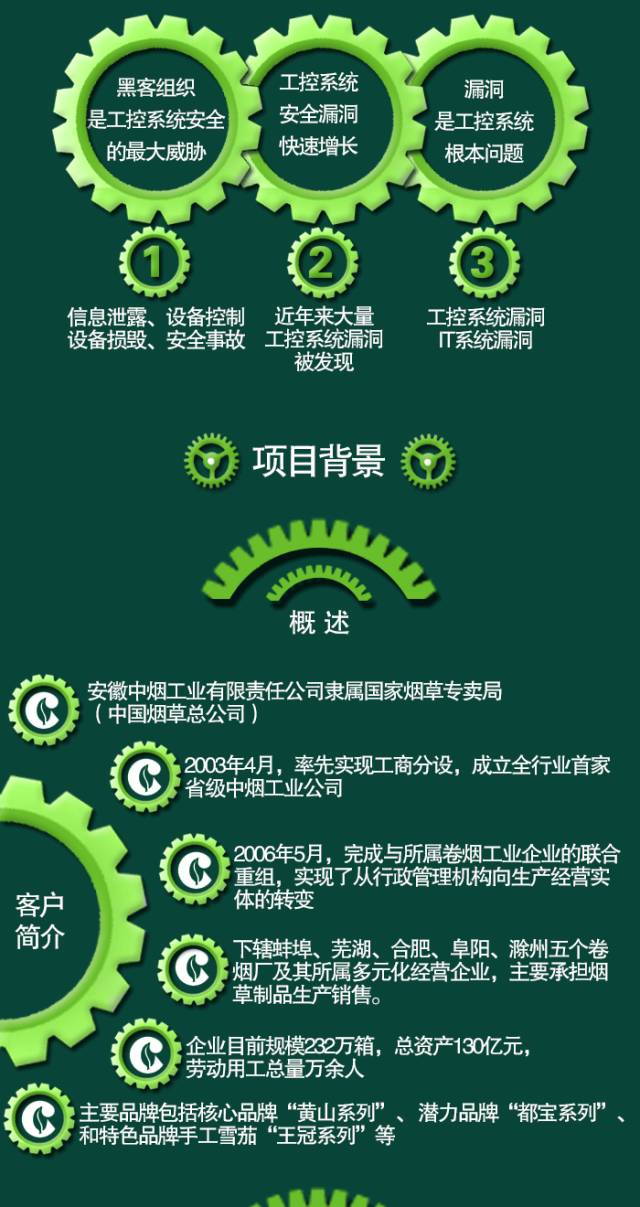 黑客组织
是工控系统安全
的最大威胁
工控系统
安全漏洞
快速增长
漏洞
是工控系统
根本问题
1
2
3
信息泄露、设备控制
设备损毁、安全事故
近年来大量
工控系统漏洞
被发现
工控系统漏洞
IT系统漏洞
项目背景
概述
客户
简介
安徽中烟工业有限责任公司隶属国家烟草专卖局
（中国烟草总公司）
2003年4月，率先实现工商分设，成立全行业首家
省级中烟工业公司
2006年5月，完成与所属卷烟工业企业的联合
重组，实现了从行政管理机构向生产经营实
体的转变
下辖蚌埠、芜湖、合肥、阜阳、滁州五个卷
烟厂及其所属多元化经营企业，主要承担烟
草制品生产销售。
企业目前规模232万箱，总资产130亿元，
劳动用工总量万余人
主要品牌包括核心品牌“黄山系列”、潜力品牌“都宝系列”、
和特色品牌手工雪茄“王冠系列”等